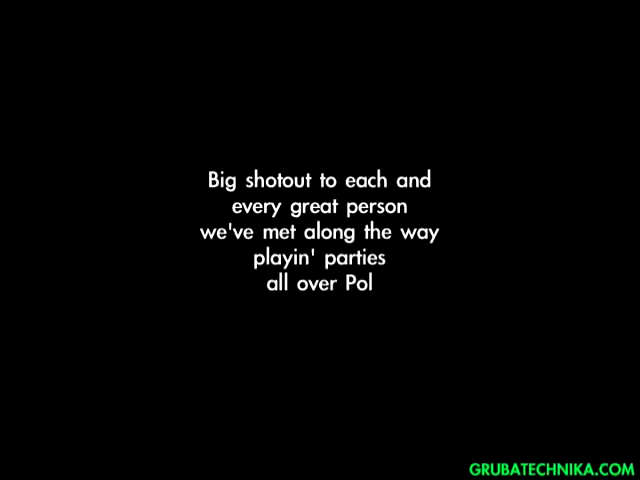 Big shotout to each and
every great person
we've met along the way
playin' parties
all over Pol
GRUBATECHNIKA.COM